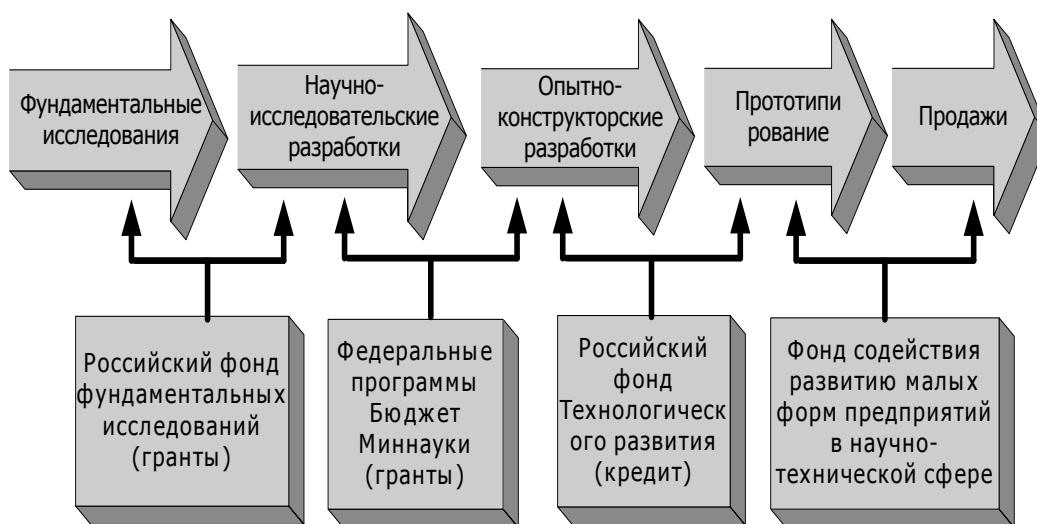 Фундаментальные
исследования
Научно-
исследовательские
разработки
Опытно-
конструкторские
разработки
Прототипи
рование
Продажи
Российский фонд
фундаментальных
исследований
(гранты)
Федеральные
программы
Бюджет
Миннауки
(гранты)
Российский
фонд
Технологическ
ого развития
(кредит)
Фонд содействия
развитию малых
форм предприятий
в научно-
технической сфере